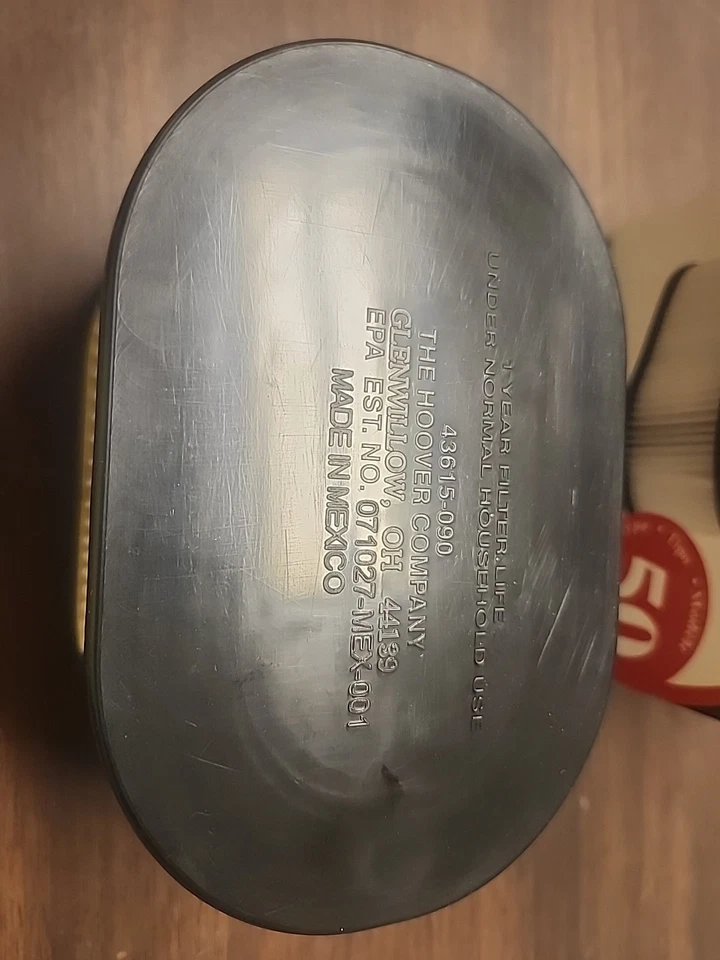 1 YEAR FILTER LIFE
UNDER NORMAL HOUSEHOLD USE
43615-090
THE HOOVER COMPANY
GLENWILLOW, OH 44139
EPA EST. NO. 071027-MEX-001
MADE IN MEXICO
50